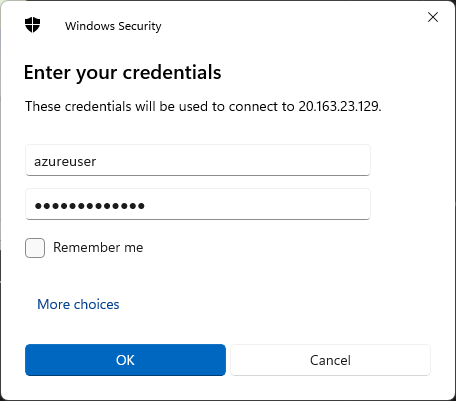 Windows Security
Enter your credentials
These credentials will be used to connect to 20.163.23.129.
azureuser
●●●●●●●●●●●●●
Remember me
More choices
OK
Cancel